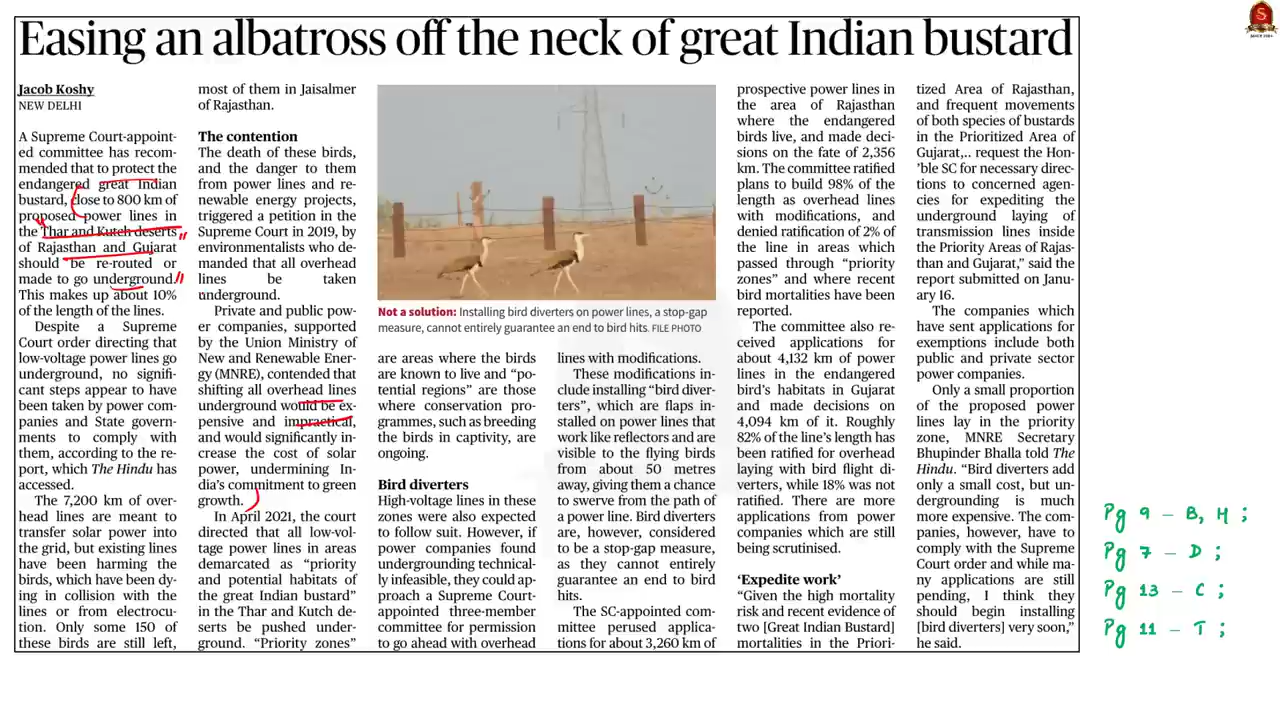 Easing an albatross off the neck of great Indian bustard
Jacob Koshy
NEW DELHI
A Supreme Court-appoint-
ed committee has recom-
mended that to protect the
endangered great Indian
bustard, close to 800 km of
proposed power lines in
the Thar and Kutch deserts
of Rajasthan and Gujarat
should be re-routed or
made to go underground.
This makes up about 10%
of the length of the lines.
Despite a Supreme
Court order directing that
low-voltage power lines go
underground, no signifi-
cant steps appear to have
been taken by power com-
panies and State govern-
ments to comply with
them, according to the re-
port, which The Hindu has
accessed.
The 7,200 km of over-
head lines are meant to
transfer solar power into
the grid, but existing lines
have been harming the
birds, which have been dy-
ing in collision with the
lines or from electrocu-
tion. Only some 150 of
these birds are still left,
most of them in Jaisalmer
of Rajasthan.
The contention
The death of these birds,
and the danger to them
from power lines and re-
newable energy projects,
triggered a petition in the
Supreme Court in 2019, by
environmentalists who de-
manded that all overhead
lines be taken
underground.
Private and public pow-
er companies, supported
by the Union Ministry of
New and Renewable Ener-
gy (MNRE), contended that
shifting all overhead lines
underground would be ex-
pensive and impractical,
and would significantly in-
crease the cost of solar
power, undermining In-
dia's commitment to green
growth.
In April 2021, the court
directed that all low-vol-
tage power lines in areas
demarcated as “priority
and potential habitats of
the great Indian bustard”
in the Thar and Kutch de-
serts be pushed under-
ground. “Priority zones”
Not a solution: Installing bird diverters on power lines, a stop-gap
measure, cannot entirely guarantee an end to bird hits. FILE PHOTO
are areas where the birds
are known to live and “po-
tential regions” are those
where conservation pro-
grammes, such as breeding
the birds in captivity, are
ongoing.
Bird diverters
High-voltage lines in these
zones were also expected
to follow suit. However, if
power companies found
undergrounding technical-
ly infeasible, they could ap-
proach a Supreme Court-
appointed three-member
committee for permission
to go ahead with overhead
lines with modifications.
These modifications in-
clude installing “bird diver-
ters”, which are flaps in-
stalled on power lines that
work like reflectors and are
visible to the flying birds
from about 50 metres
away, giving them a chance
to swerve from the path of
a power line. Bird diverters
are, however, considered
to be a stop-gap measure,
as they cannot entirely
guarantee an end to bird
hits.
The SC-appointed com-
mittee perused applica-
tions for about 3,260 km of
prospective power lines in
the area of Rajasthan
where the endangered
birds live, and made deci-
sions on the fate of 2,356
km. The committee ratified
plans to build 98% of the
length as overhead lines
with modifications, and
denied ratification of 2% of
the line in areas which
passed through “priority
zones” and where recent
bird mortalities have been
reported.
The committee also re-
ceived applications for
about 4,132 km of power
lines in the endangered
bird's habitats in Gujarat
and made decisions on
4,094 km of it. Roughly
82% of the line's length has
been ratified for overhead
laying with bird flight di-
verters, while 18% was not
ratified. There are more
applications from power
companies which are still
being scrutinised.
‘Expedite work’
“Given the high mortality
risk and recent evidence of
two [Great Indian Bustard]
mortalities in the Priori-
tized Area of Rajasthan,
and frequent movements
of both species of bustards
in the Prioritized Area of
Gujarat,.. request the Hon-
'ble SC for necessary direc-
tions to concerned agen-
cies for expediting the
underground laying of
transmission lines inside
the Priority Areas of Rajas-
than and Gujarat,” said the
report submitted on Janu-
ary 16.
The companies which
have sent applications for
exemptions include both
public and private sector
power companies.
Only a small proportion
of the proposed power
lines lay in the priority
zone, MNRE Secretary
Bhupinder Bhalla told The
Hindu. “Bird diverters add
only a small cost, but un-
dergrounding is much
more expensive. The com-
panies, however, have to
comply with the Supreme
Court order and while ma-
ny applications are still
pending, I think they
should begin installing
[bird diverters] very soon,”
he said.
Pg 9 – B, H ;
Pg 7 – D ;
Pg 13 – C ;
Pg 11 – T ;
S